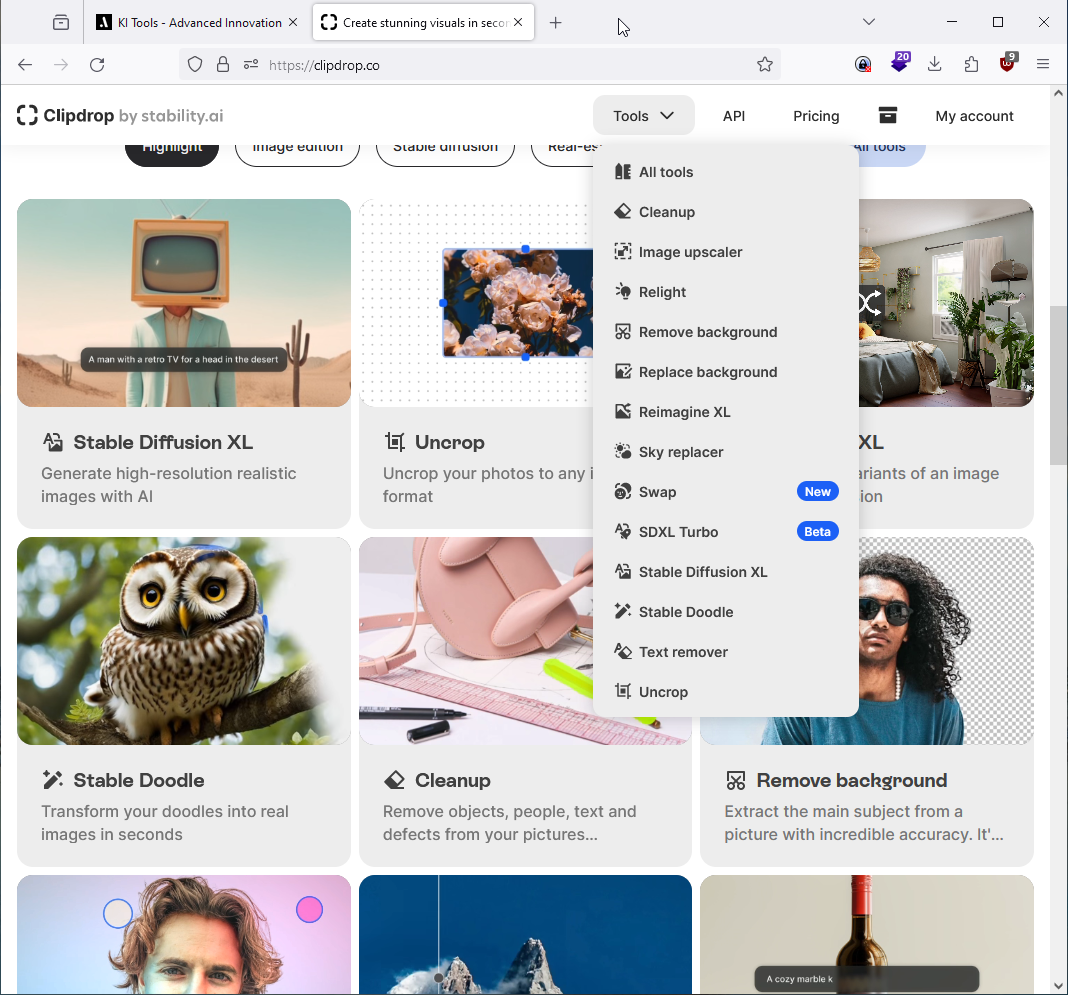 KI Tools - Advanced Innovation
Create stunning visuals in secon
https://clipdrop.co
20
9
Clipdrop by stability.ai
Tools
API
Pricing
My account
Highlight
Image edition
Stable diffusion
Real-es
All tools
All tools
Cleanup
Image upscaler
Relight
Remove background
Replace background
Reimagine XL
Sky replacer
Swap
New
SDXL Turbo
Beta
Stable Diffusion XL
Stable Doodle
Text remover
Uncrop
A man with a retro TV for a head in the desert
Stable Diffusion XL
Generate high-resolution realistic
images with AI
Uncrop
Uncrop your photos to any i
format
XL
ariants of an image
ion
Stable Doodle
Transform your doodles into real
images in seconds
Cleanup
Remove objects, people, text and
defects from your pictures...
Remove background
Extract the main subject from a
picture with incredible accuracy. It'...
A cozy marble k